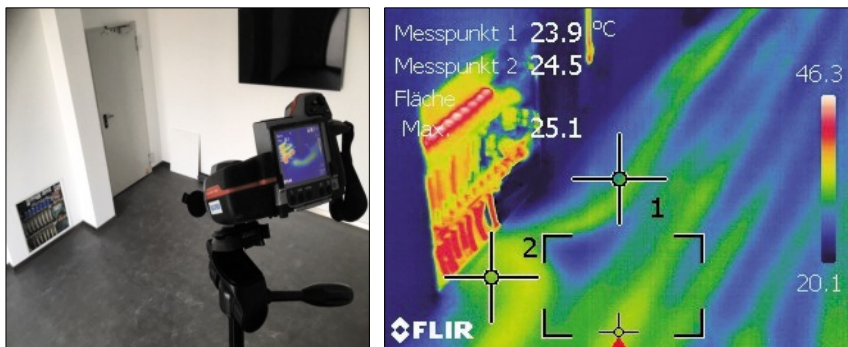 Messpunkt 1 23.9 °C
Messpunkt 2 24.5
Fläche
Max. 25.1
46.3
1
2
20.1
FLIR